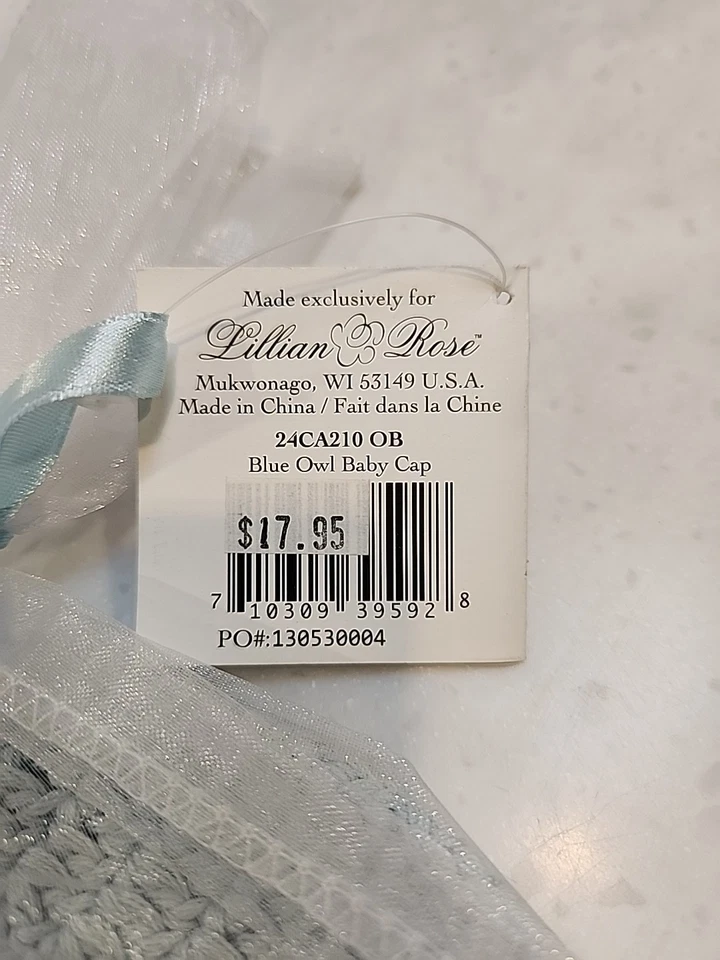 Made exclusively for
Lillian Rose™
Mukwonago, WI 53149 U.S.A.
Made in China / Fait dans la Chine
24CA210 OB
Blue Owl Baby Cap
$17.95
7 10309 39592 8
PO#:130530004